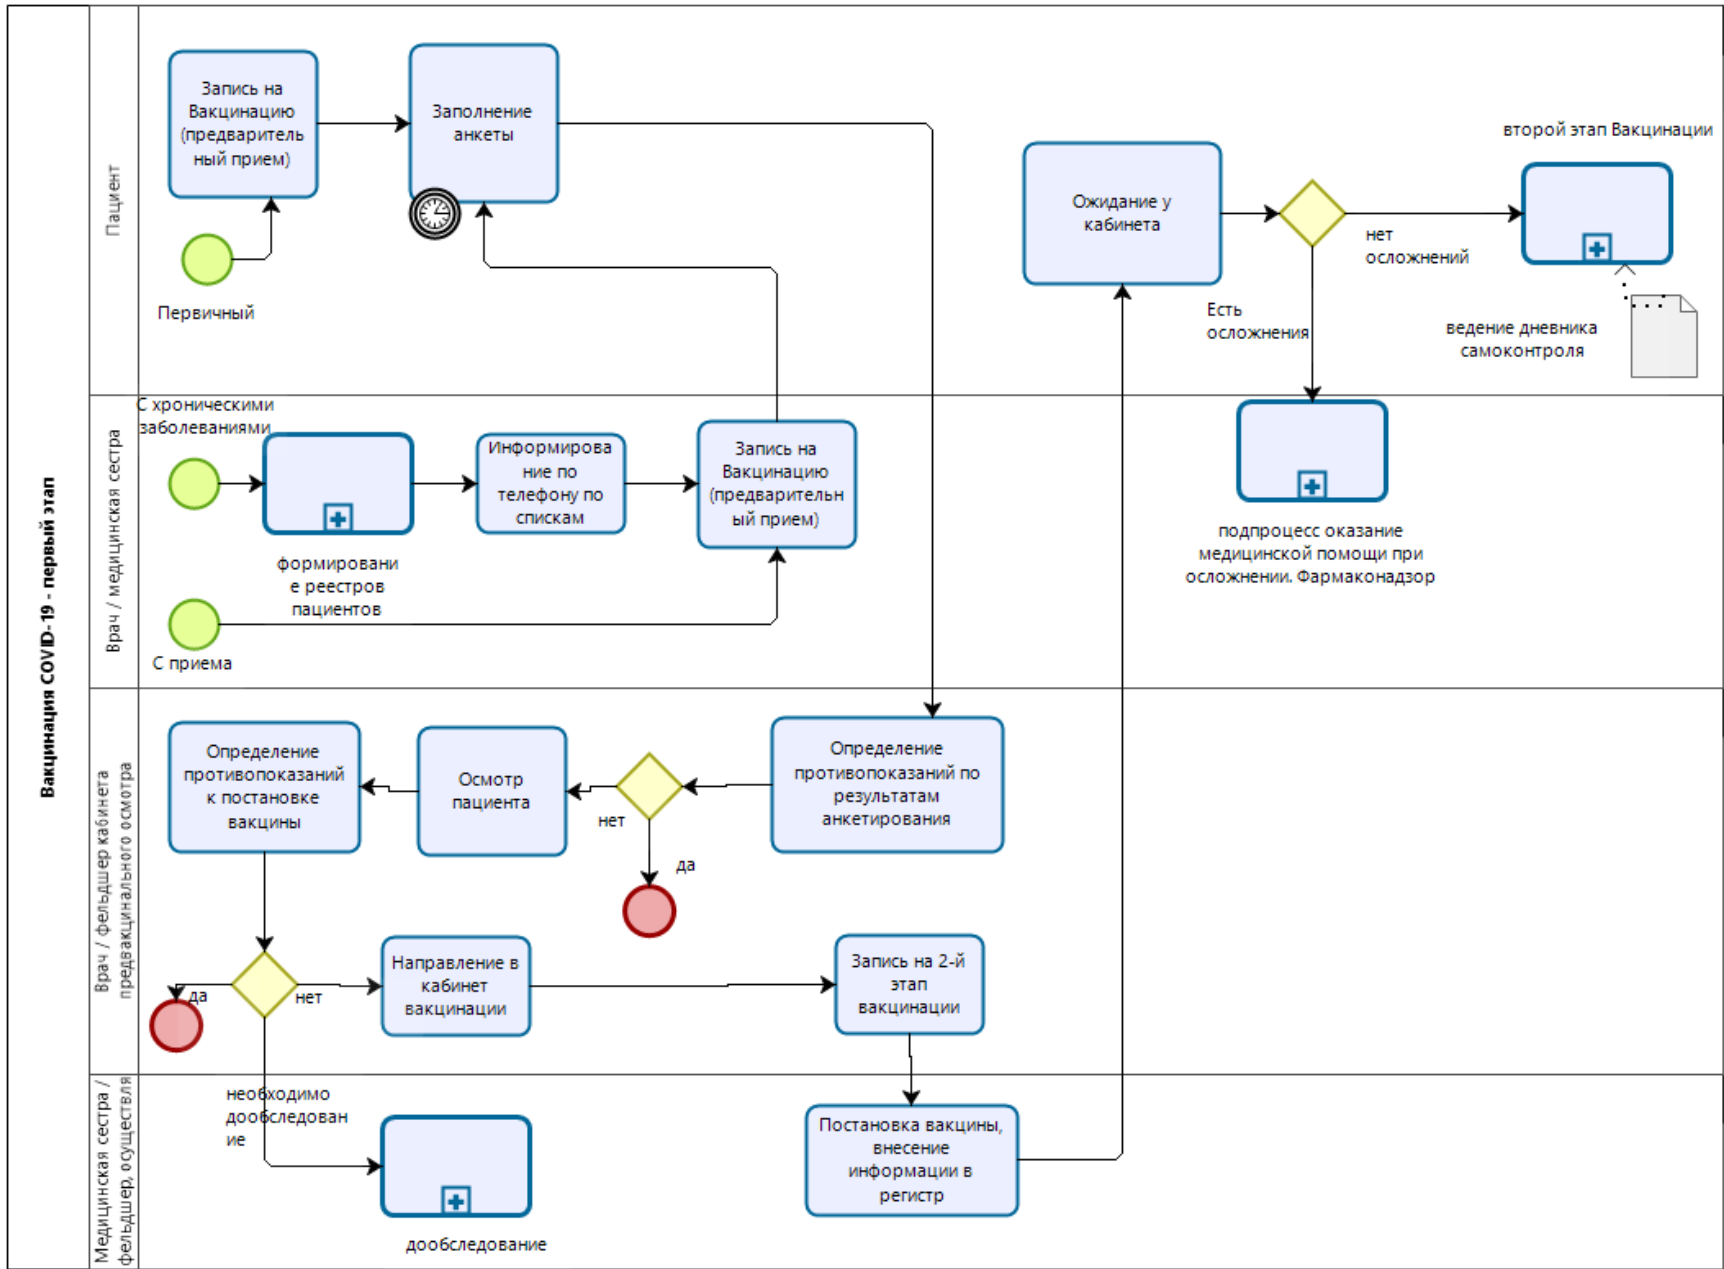 Вакцинация COVID-19 - первый этап
Пациент
Запись на
Вакцинацию
(предваритель
ный прием)
Заполнение
анкеты
Первичный
Ожидание у
кабинета
нет
осложнений
Есть
осложнения
второй этап Вакцинации
ведение дневника
самоконтроля
Врач / медицинская сестра
С хроническими
заболеваниями
формировани
е реестров
пациентов
Информирова
ние по
телефону по
спискам
Запись на
Вакцинацию
(предварительн
ый прием)
С приема
подпроцесс оказание
медицинской помощи при
осложнении. Фармаконадзор
Врач / фельдшер кабинета
предвакцинального осмотра
Определение
противопоказаний
к постановке
вакцины
Осмотр
пациента
нет
да
Определение
противопоказаний по
результатам
анкетирования
да
нет
Направление в
кабинет
вакцинации
Запись на 2-й
этап
вакцинации
Медицинская сестра /
фельдшер, осуществля
необходимо
дообследован
ие
дообследование
Постановка вакцины,
внесение
информации в
регистр